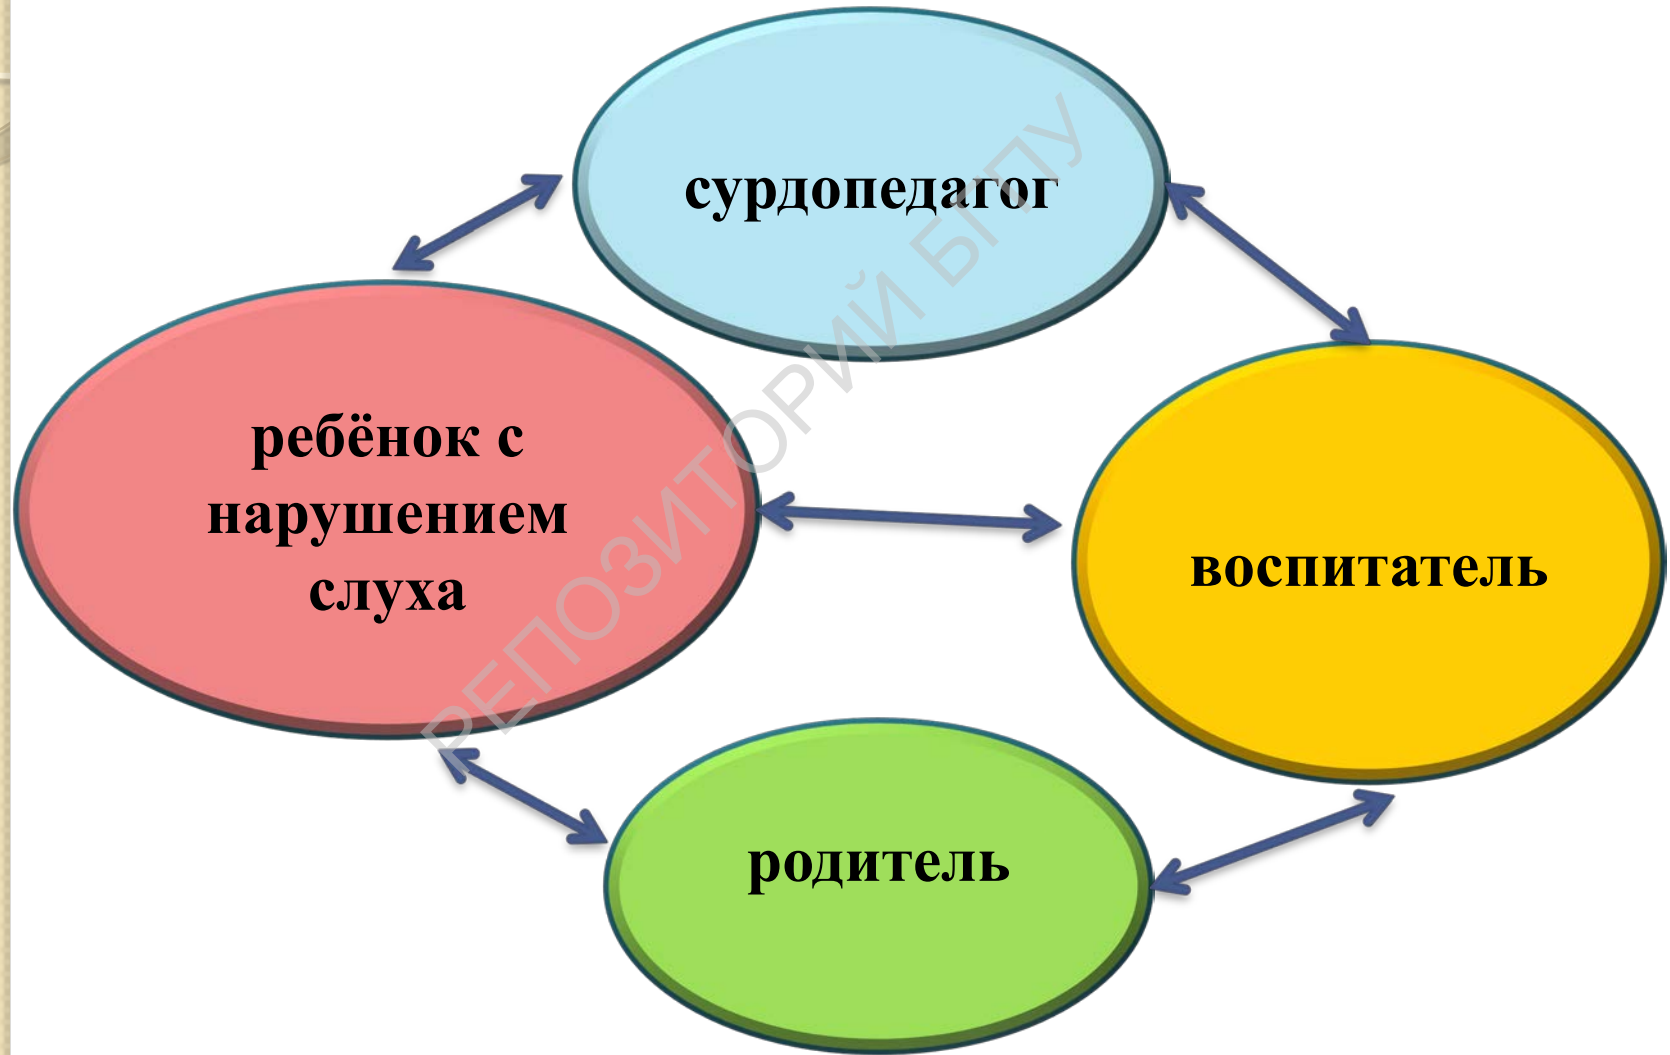 сурдопедагог
ребёнок с
нарушением
слуха
воспитатель
родитель
РЕПОЗИТОРИЙ БГПУ